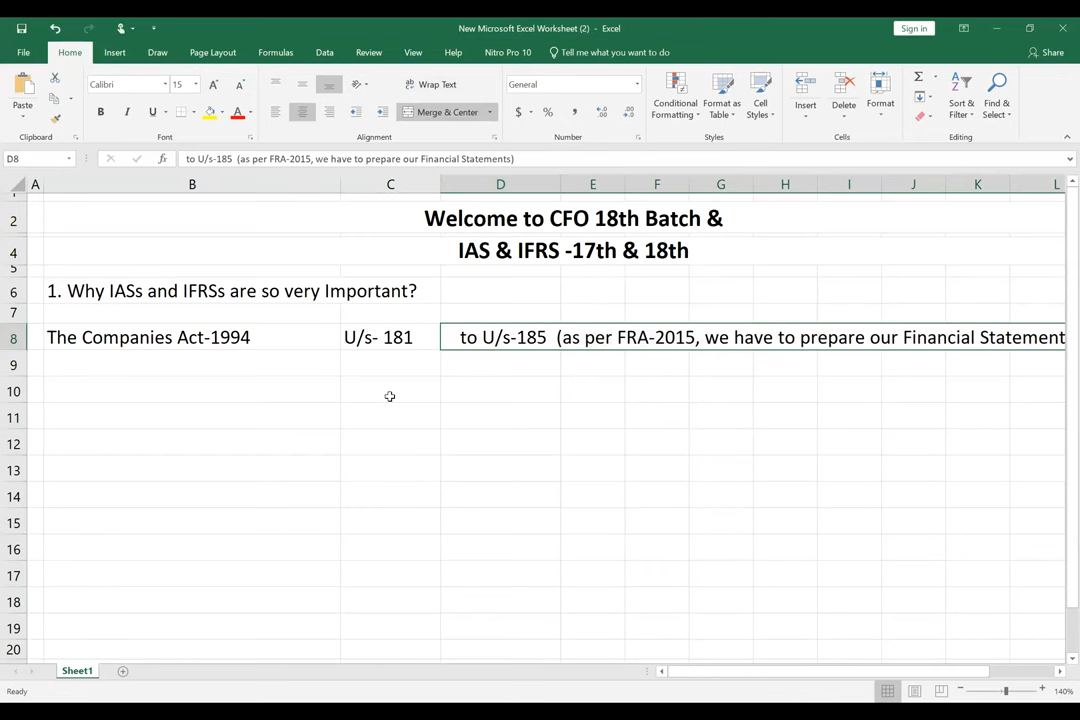 New Microsoft Excel Worksheet (2) - Excel
Sign in
File Home Insert Draw Page Layout Formulas Data Review View Help Nitro Pro 10 Tell me what you want to do Share
Calibri 15 Wrap Text General
Paste B I U A Merge & Center $ % Conditional Formatting Format as Table Cell Styles Insert Delete Format Sort & Filter Find & Select
Clipboard Font Alignment Number Styles Cells Editing
D8 fx to U/s-185 (as per FRA-2015, we have to prepare our Financial Statements)
A B C D E F G H I J K L
2 Welcome to CFO 18th Batch &
4 IAS & IFRS -17th & 18th
5
6 1. Why IASs and IFRSs are so very Important?
7
8 The Companies Act-1994 U/s- 181 to U/s-185 (as per FRA-2015, we have to prepare our Financial Statement
9
10
11
12
13
14
15
16
17
18
19
20
Sheet1
Ready 140%